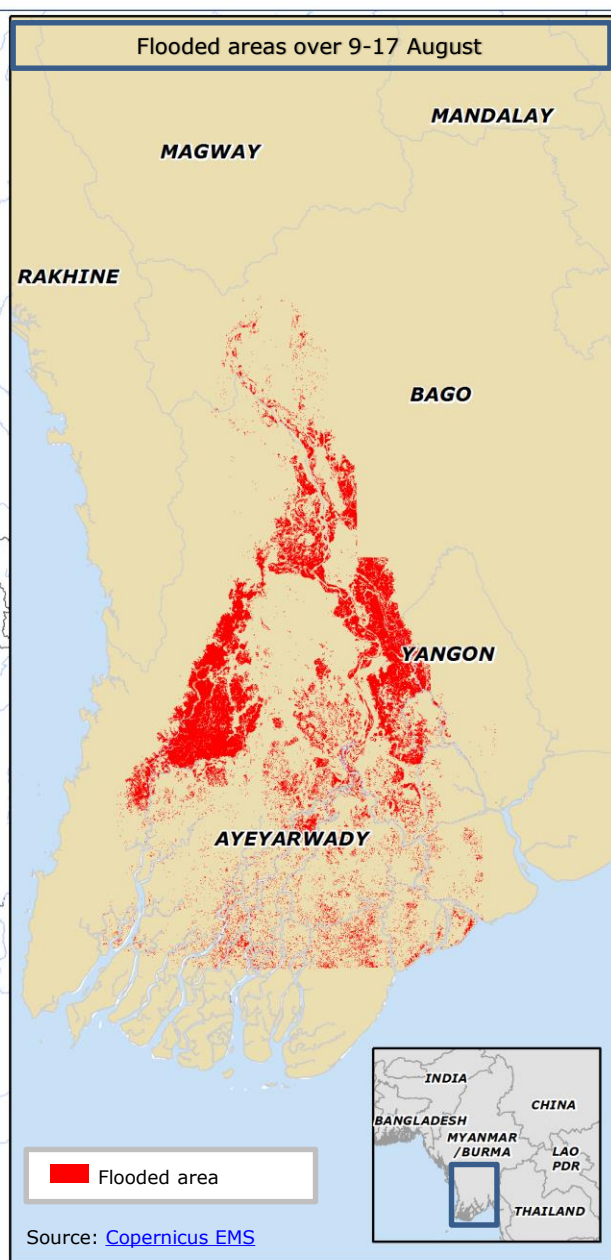 Flooded areas over 9-17 August
MANDALAY
MAGWAY
RAKHINE
BAGO
YANGON
AYEYARWADY
INDIA
CHINA
BANGLADESH
MYANMAR
/BURMA
LAO
PDR
THAILAND
Flooded area
Source: Copernicus EMS